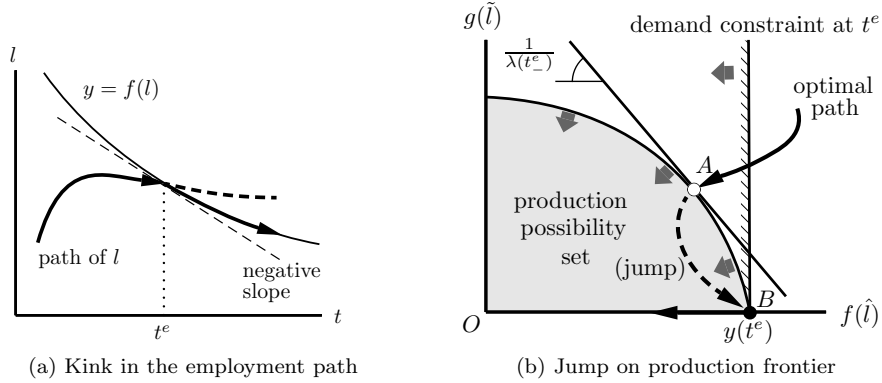 l
y = f(l)
path of l
negative
slope
t
t^e
(a) Kink in the employment path
g(l̃)
demand constraint at t^e
1/λ(t^e_−)
optimal
path
A
production
possibility
set
(jump)
B
O
y(t^e)
f(l̂)
(b) Jump on production frontier